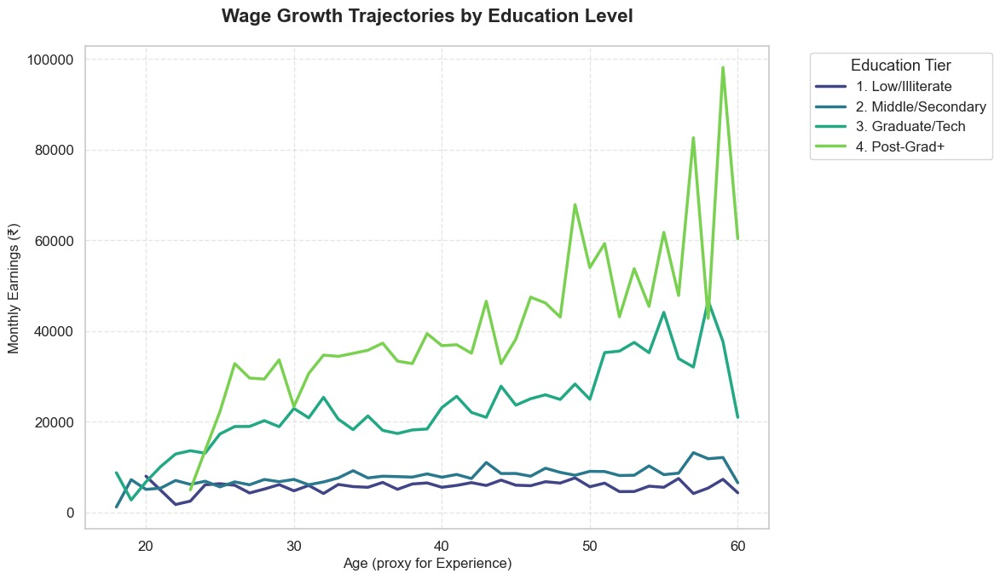 Wage Growth Trajectories by Education Level
100000
80000
60000
40000
20000
0
Monthly Earnings (₹)
20
30
40
50
60
Age (proxy for Experience)
Education Tier
1. Low/Illiterate
2. Middle/Secondary
3. Graduate/Tech
4. Post-Grad+